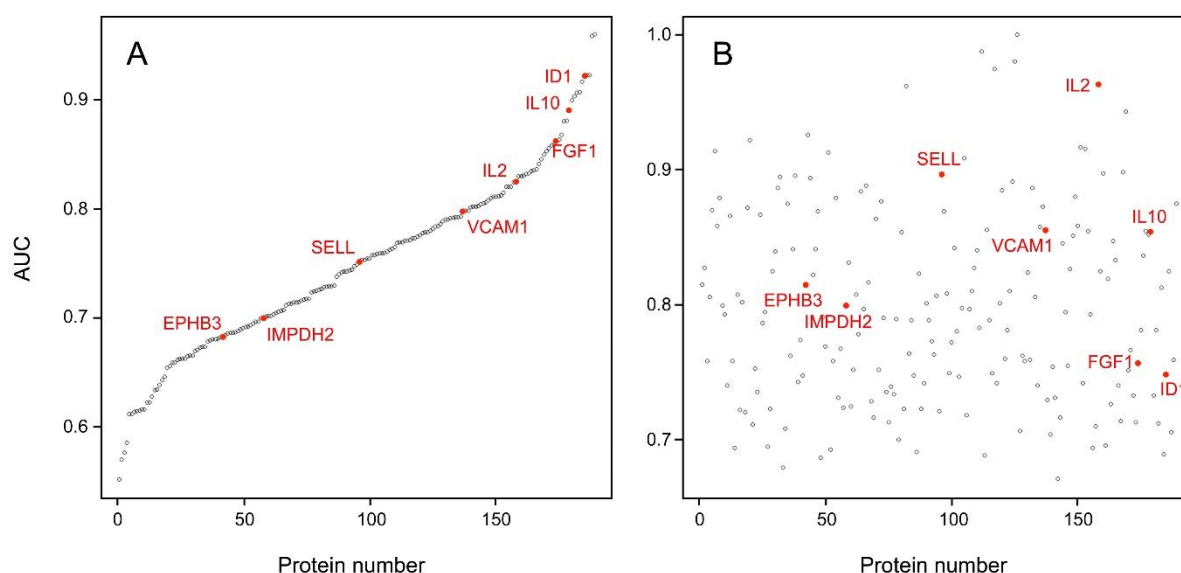 A
ID1
IL10
FGF1
IL2
VCAM1
SELL
EPHB3
IMPDH2
AUC
0.9
0.8
0.7
0.6
0
50
100
150
Protein number
B
IL2
SELL
IL10
VCAM1
EPHB3
IMPDH2
FGF1
ID1
1.0
0.9
0.8
0.7
0
50
100
150
Protein number